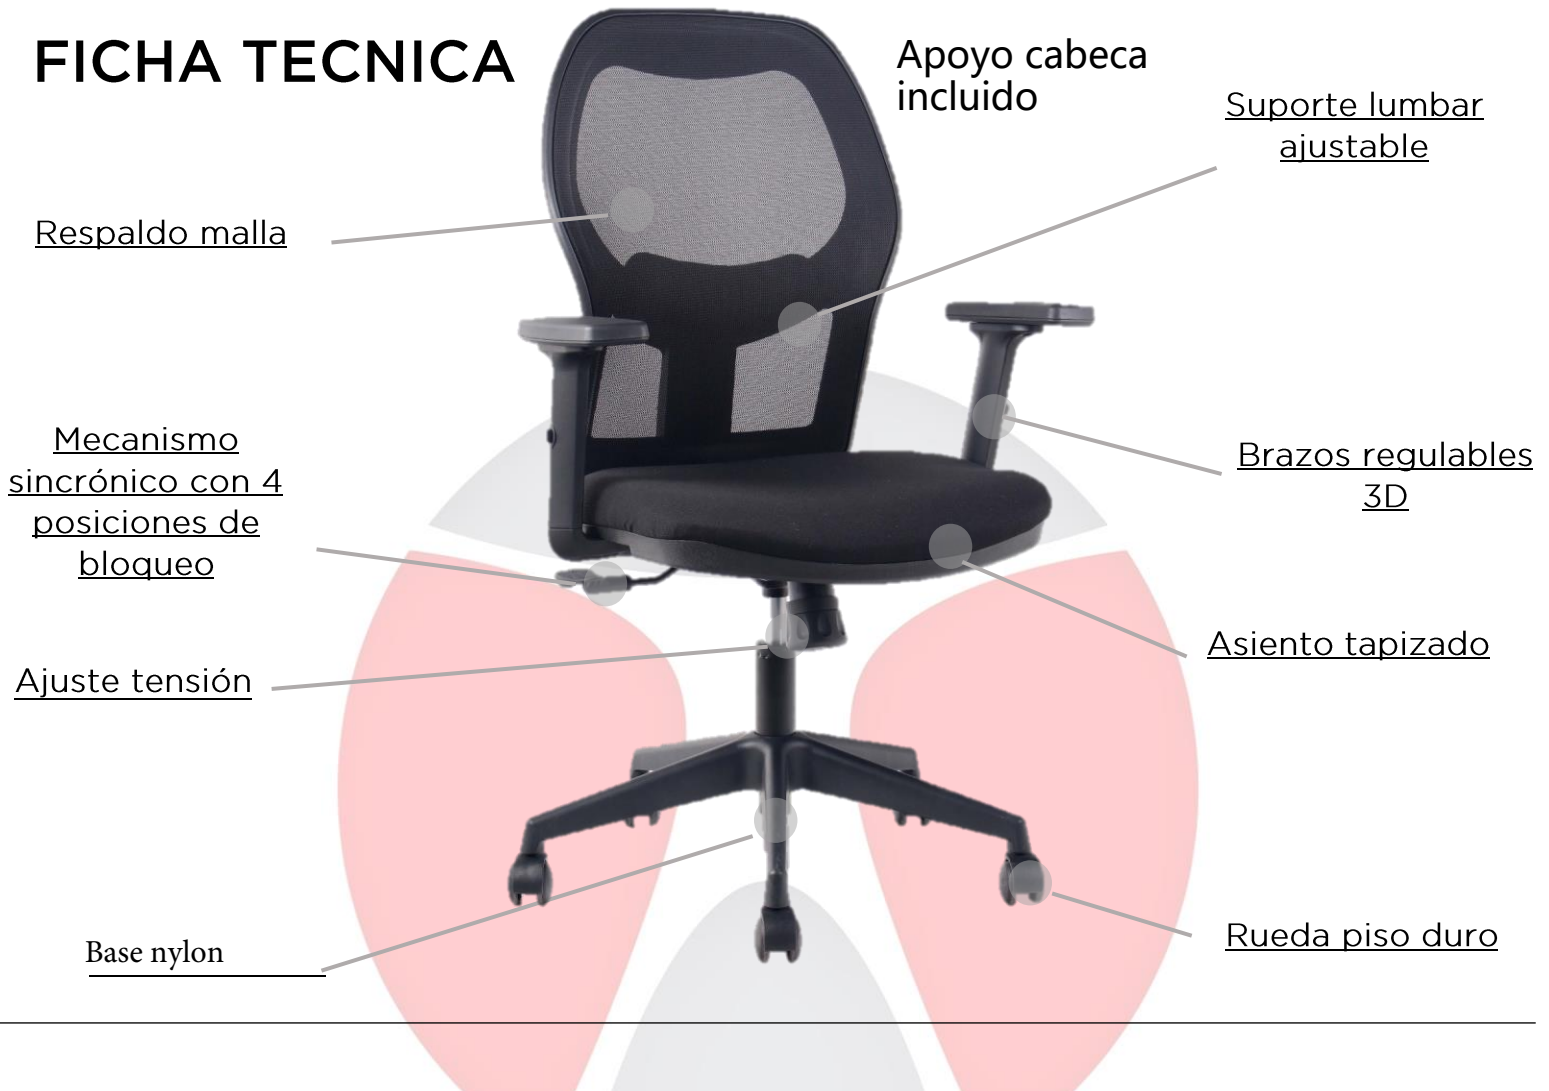 FICHA TECNICA
Apoyo cabeca
incluido
Suporte lumbar
ajustable
Respaldo malla
Mecanismo
sincrónico con 4
posiciones de
bloqueo
Brazos regulables
3D
Asiento tapizado
Ajuste tensión
Base nylon
Rueda piso duro